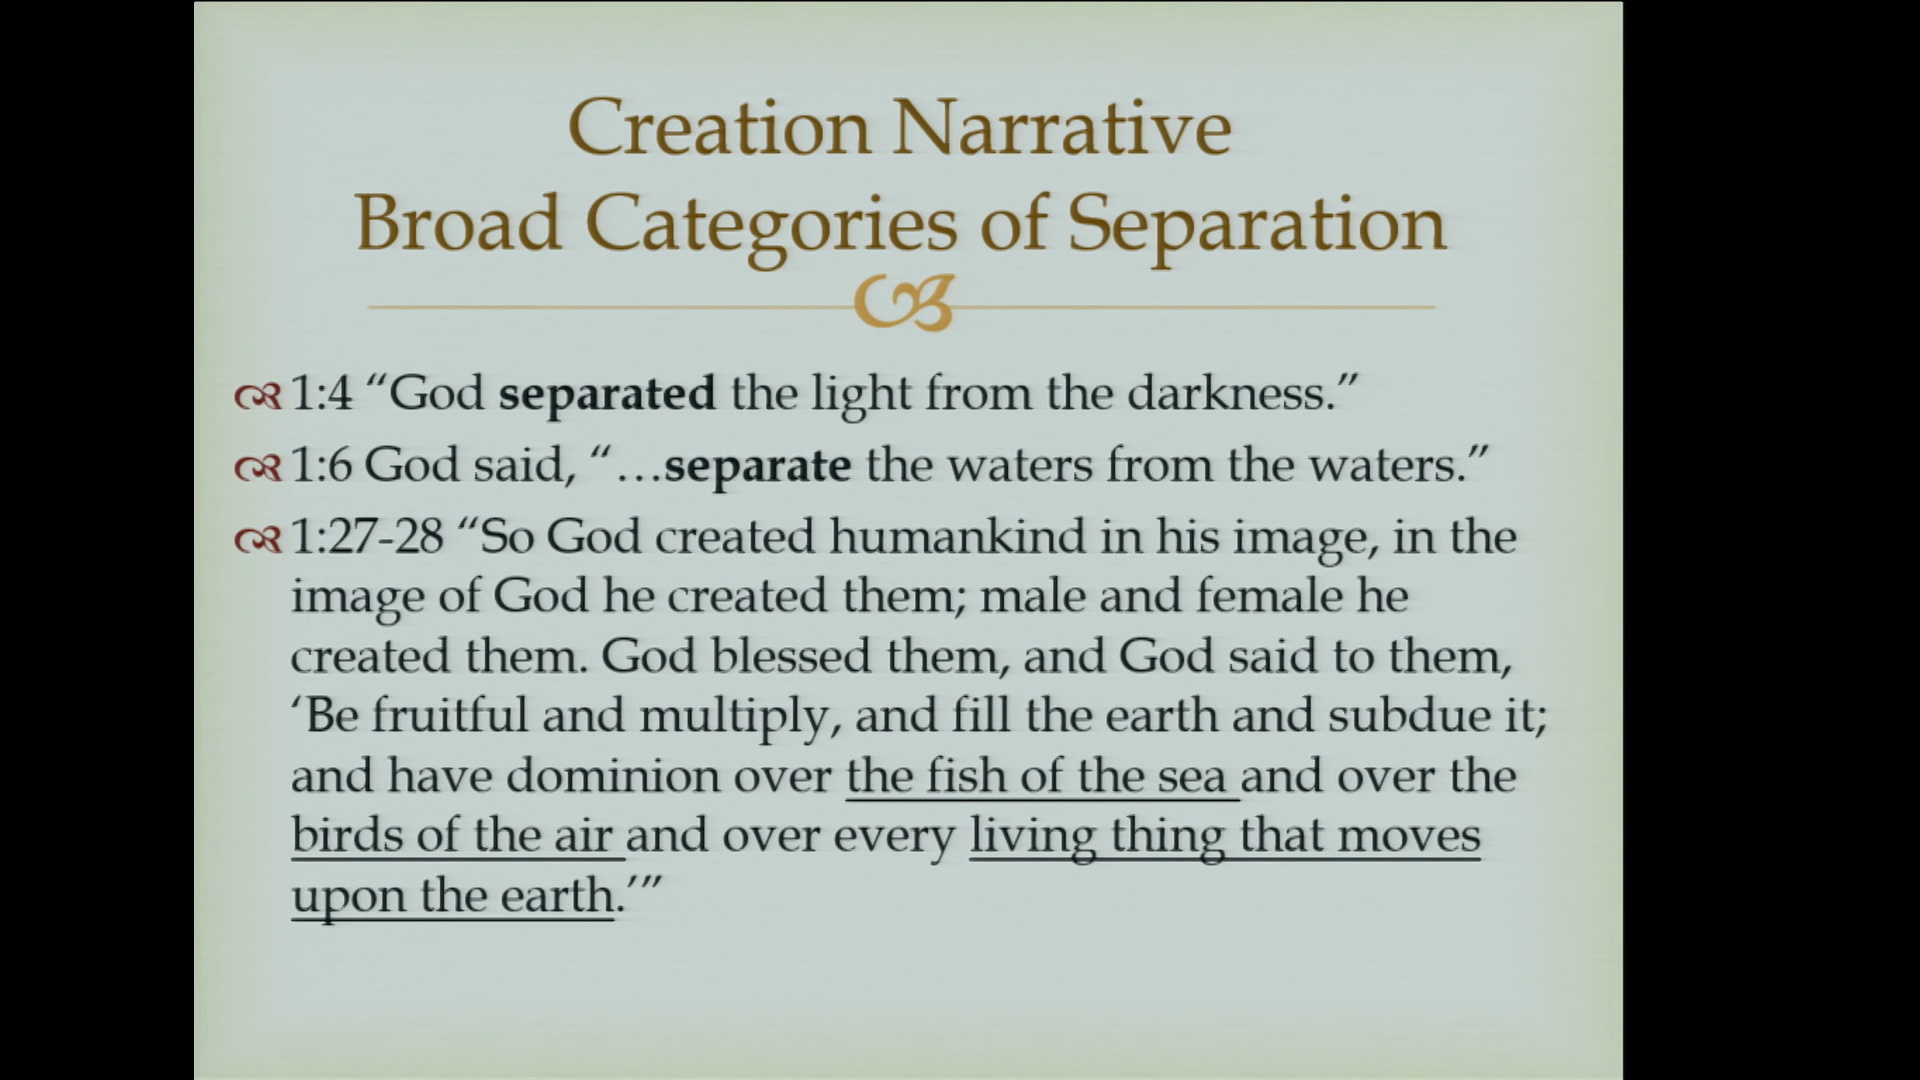 Creation Narrative
Broad Categories of Separation
1:4 “God separated the light from the darkness.”
1:6 God said, “…separate the waters from the waters.”
1:27-28 “So God created humankind in his image, in the
image of God he created them; male and female he
created them. God blessed them, and God said to them,
‘Be fruitful and multiply, and fill the earth and subdue it;
and have dominion over the fish of the sea and over the
birds of the air and over every living thing that moves
upon the earth.’”